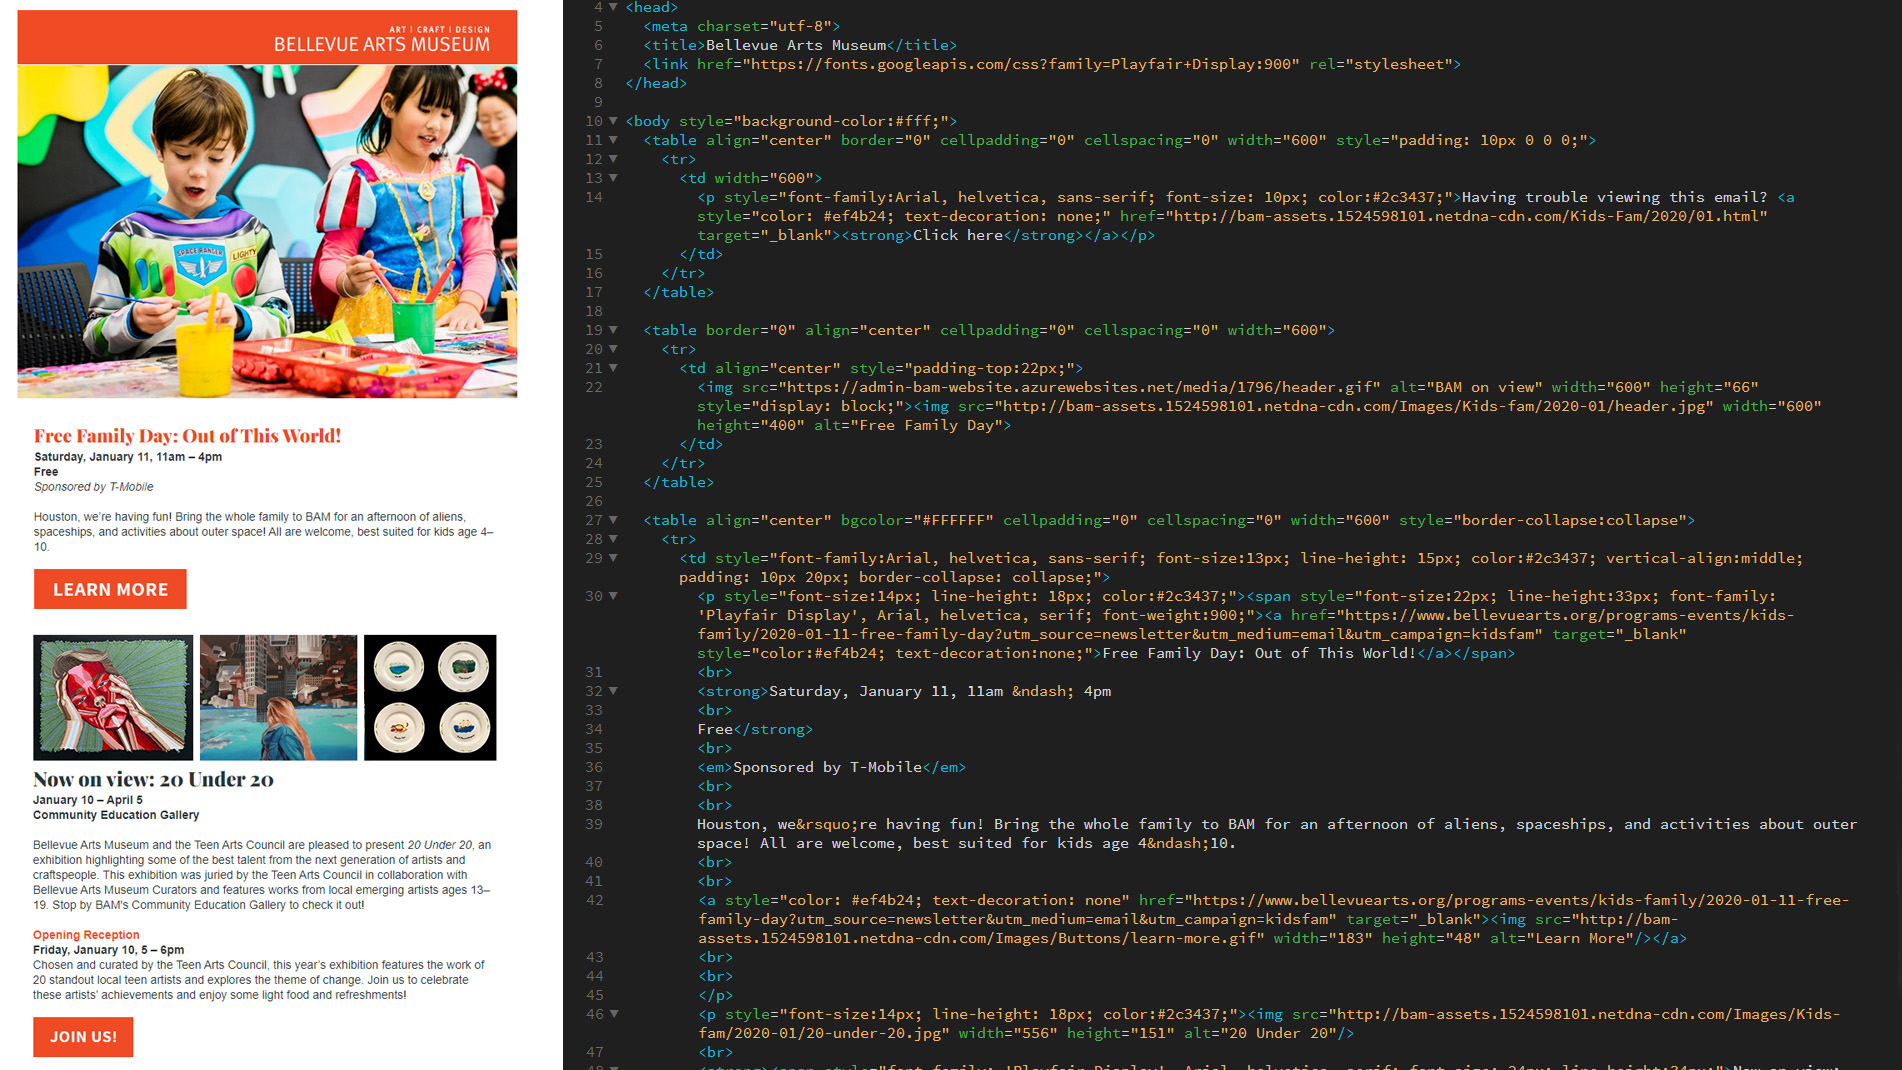 ART | CRAFT | DESIGN
BELLEVUE ARTS MUSEUM
SPACE RANGER
LIGHTY
Free Family Day: Out of This World!
Saturday, January 11, 11am – 4pm
Free
Sponsored by T-Mobile
Houston, we're having fun! Bring the whole family to BAM for an afternoon of aliens,
spaceships, and activities about outer space! All are welcome, best suited for kids age 4–
10.
LEARN MORE
Now on view: 20 Under 20
January 10 – April 5
Community Education Gallery
Bellevue Arts Museum and the Teen Arts Council are pleased to present 20 Under 20, an
exhibition highlighting some of the best talent from the next generation of artists and
craftspeople. This exhibition was juried by the Teen Arts Council in collaboration with
Bellevue Arts Museum Curators and features works from local emerging artists ages 13–
19. Stop by BAM's Community Education Gallery to check it out!
Opening Reception
Friday, January 10, 5 – 6pm
Chosen and curated by the Teen Arts Council, this year's exhibition features the work of
20 standout local teen artists and explores the theme of change. Join us to celebrate
these artists' achievements and enjoy some light food and refreshments!
JOIN US!
4 <head>
5 <meta charset="utf-8">
6 <title>Bellevue Arts Museum</title>
7 <link href="https://fonts.googleapis.com/css?family=Playfair+Display:900" rel="stylesheet">
8 </head>
9
10 <body style="background-color:#fff;">
11 <table align="center" border="0" cellpadding="0" cellspacing="0" width="600" style="padding: 10px 0 0 0;">
12 <tr>
13 <td width="600">
14 <p style="font-family:Arial, helvetica, sans-serif; font-size: 10px; color:#2c3437;">Having trouble viewing this email? <a
style="color: #ef4b24; text-decoration: none;" href="http://bam-assets.1524598101.netdna-cdn.com/Kids-Fam/2020/01.html"
target="_blank"><strong>Click here</strong></a></p>
15 </td>
16 </tr>
17 </table>
18
19 <table border="0" align="center" cellpadding="0" cellspacing="0" width="600">
20 <tr>
21 <td align="center" style="padding-top:22px;">
22 <img src="https://admin-bam-website.azurewebsites.net/media/1796/header.gif" alt="BAM on view" width="600" height="66"
style="display: block;"><img src="http://bam-assets.1524598101.netdna-cdn.com/Images/Kids-fam/2020-01/header.jpg" width="600"
height="400" alt="Free Family Day">
23 </td>
24 </tr>
25 </table>
26
27 <table align="center" bgcolor="#FFFFFF" cellpadding="0" cellspacing="0" width="600" style="border-collapse:collapse">
28 <tr>
29 <td style="font-family:Arial, helvetica, sans-serif; font-size:13px; line-height: 15px; color:#2c3437; vertical-align:middle;
padding: 10px 20px; border-collapse: collapse;">
30 <p style="font-size:14px; line-height: 18px; color:#2c3437;"><span style="font-size:22px; line-height:33px; font-family:
'Playfair Display', Arial, helvetica, serif; font-weight:900;"><a href="https://www.bellevuearts.org/programs-events/kids-
family/2020-01-11-free-family-day?utm_source=newsletter&utm_medium=email&utm_campaign=kidsfam" target="_blank"
style="color:#ef4b24; text-decoration:none;">Free Family Day: Out of This World!</a></span>
31 <br>
32 <strong>Saturday, January 11, 11am &ndash; 4pm
33 <br>
34 Free</strong>
35 <br>
36 <em>Sponsored by T-Mobile</em>
37 <br>
38 <br>
39 Houston, we&rsquo;re having fun! Bring the whole family to BAM for an afternoon of aliens, spaceships, and activities about outer
space! All are welcome, best suited for kids age 4&ndash;10.
40 <br>
41 <br>
42 <a style="color: #ef4b24; text-decoration: none" href="https://www.bellevuearts.org/programs-events/kids-family/2020-01-11-free-
family-day?utm_source=newsletter&utm_medium=email&utm_campaign=kidsfam" target="_blank"><img src="http://bam-
assets.1524598101.netdna-cdn.com/Images/Buttons/learn-more.gif" width="183" height="48" alt="Learn More"/></a>
43 <br>
44 <br>
45 </p>
46 <p style="font-size:14px; line-height: 18px; color:#2c3437;"><img src="http://bam-assets.1524598101.netdna-cdn.com/Images/Kids-
fam/2020-01/20-under-20.jpg" width="556" height="151" alt="20 Under 20"/>
47 <br>